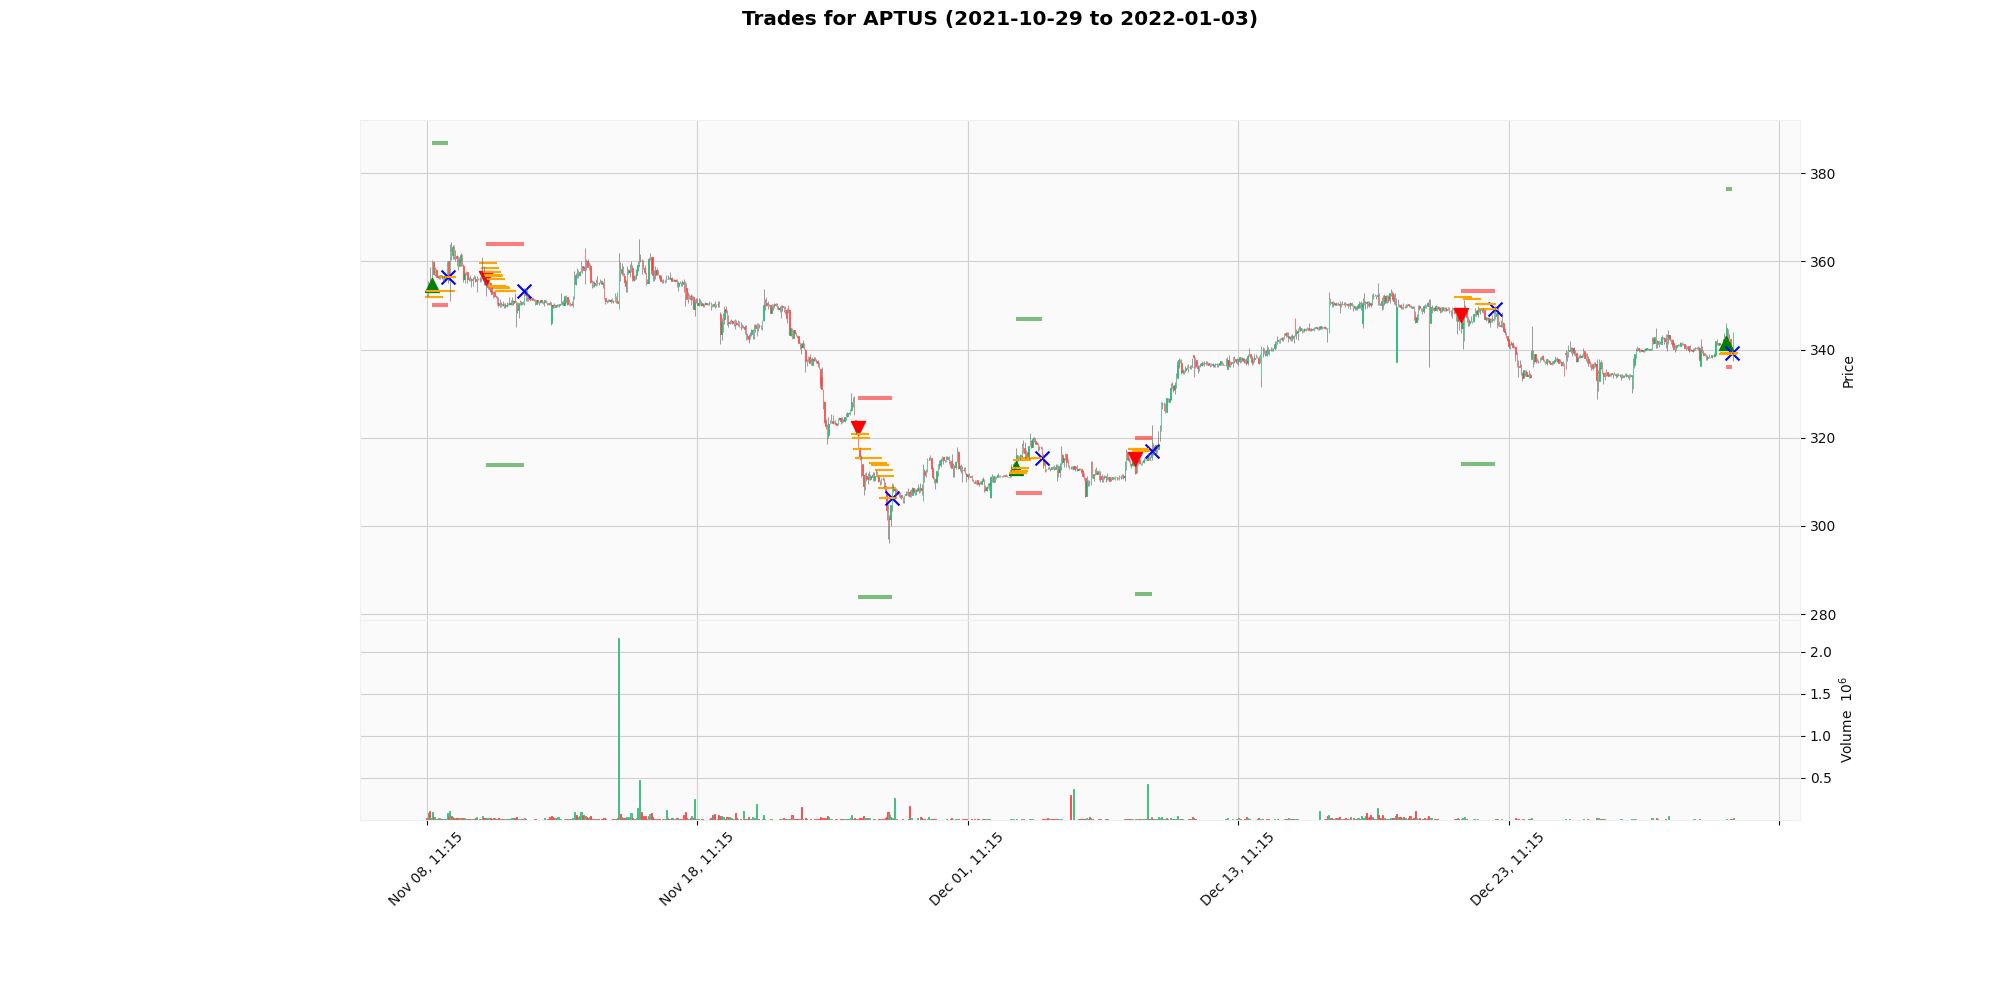 Trades for APTUS (2021-10-29 to 2022-01-03)
380
360
340
320
300
280
Price
2.0
1.5
1.0
0.5
Volume 10⁶
Nov 08, 11:15
Nov 18, 11:15
Dec 01, 11:15
Dec 13, 11:15
Dec 23, 11:15